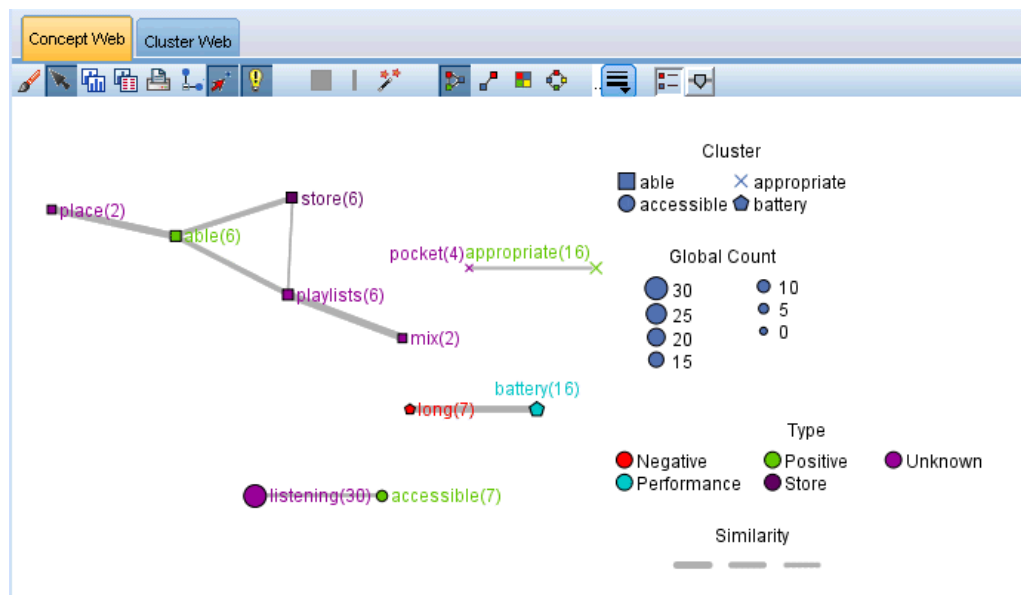 Concept Web Cluster Web
..
Cluster
able appropriate
accessible battery
store(6)
place(2)
able(6)
pocket(4) appropriate(16)
Global Count
playlists(6)
30 10
25 5
20 0
15
mix(2)
battery(16)
long(7)
Type
Negative Positive Unknown
Performance Store
listening(30) accessible(7)
Similarity